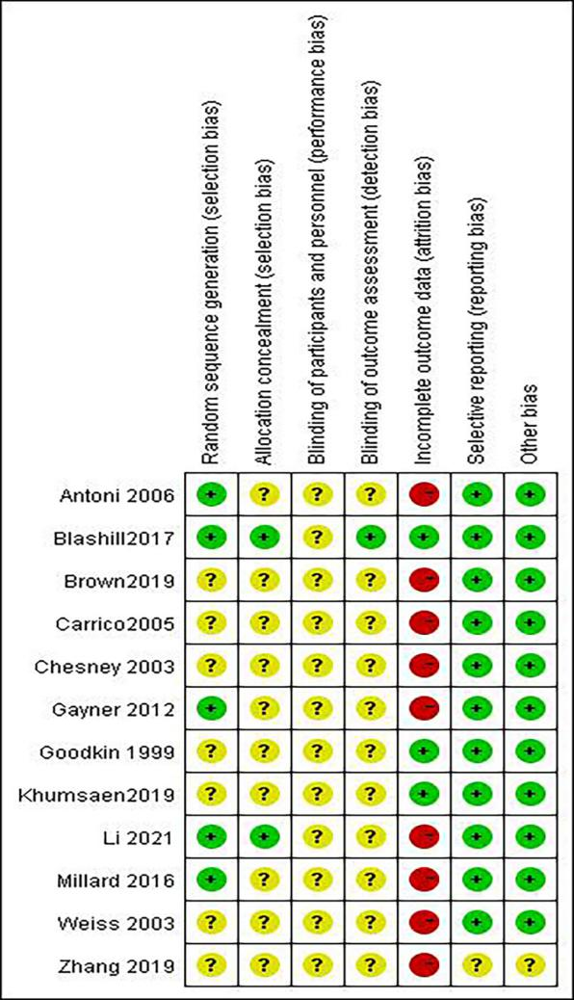 Random sequence generation (selection bias)
Allocation concealment (selection bias)
Blinding of participants and personnel (performance bias)
Blinding of outcome assessment (detection bias)
Incomplete outcome data (attrition bias)
Selective reporting (reporting bias)
Other bias
Antoni 2006 + ? ? ? - + +
Blashill2017 + + ? + + + +
Brown2019 ? ? ? ? - + +
Carrico2005 ? ? ? ? - + +
Chesney 2003 ? ? ? ? - + +
Gayner 2012 + ? ? ? - + +
Goodkin 1999 ? ? ? ? + + +
Khumsaen2019 ? ? ? ? + + +
Li 2021 + + ? ? - + +
Millard 2016 + ? ? ? - + +
Weiss 2003 ? ? ? ? - + +
Zhang 2019 ? ? ? ? - ? ?